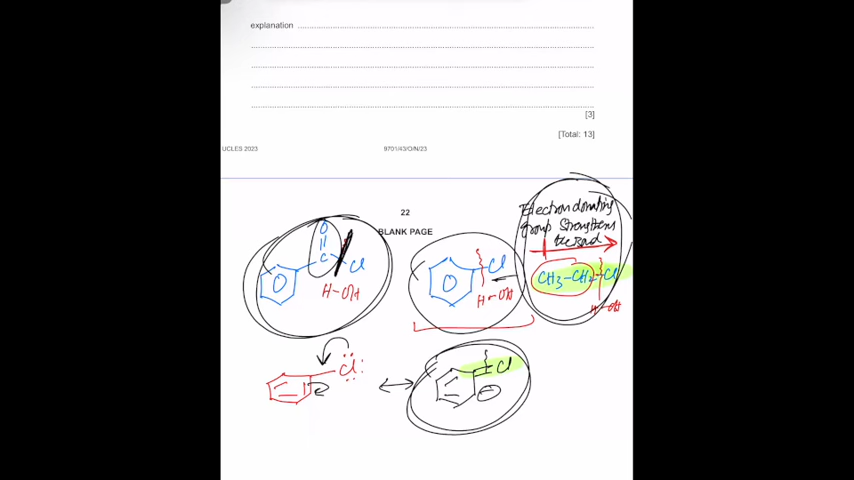 explanation
[3]
[Total: 13]
UCLES 2023
9701/43/O/N/23
22
BLANK PAGE
Electron donating
group Strengthens
the Bond
O
C
Cl
H-OH
Cl
H-OH
CH3-CH2-Cl
H-OH
Cl
Cl